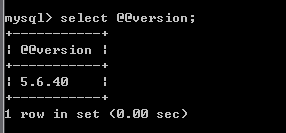 mysql> select @@version;
+-----------+
| @@version |
+-----------+
| 5.6.40    |
+-----------+
1 row in set (0.00 sec)